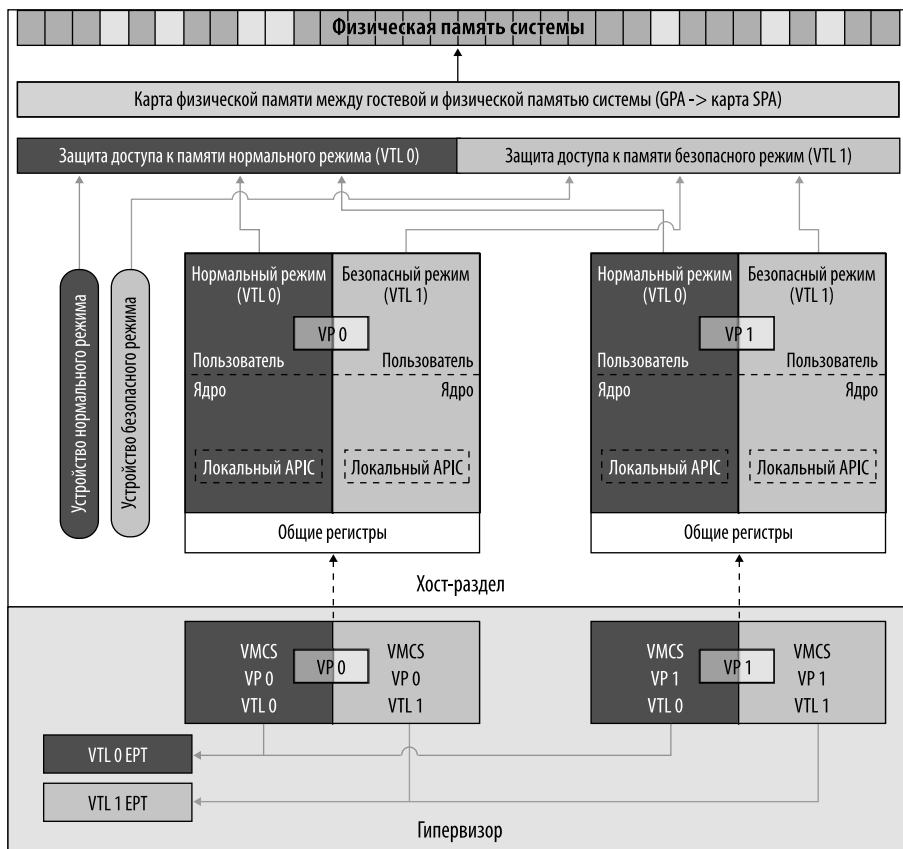 Физическая память системы
Карта физической памяти между гостевой и физической памятью системы (GPA -> карта SPA)
Защита доступа к памяти нормального режима (VTL 0)
Защита доступа к памяти безопасного режим (VTL 1)
Устройство нормального режима
Устройство безопасного режима
Нормальный режим
(VTL 0)
Безопасный режим
(VTL 1)
VP 0
Пользователь
Пользователь
Ядро
Ядро
Локальный APIC
Локальный APIC
Общие регистры
Нормальный режим
(VTL 0)
Безопасный режим
(VTL 1)
VP 1
Пользователь
Пользователь
Ядро
Ядро
Локальный APIC
Локальный APIC
Общие регистры
Хост-раздел
VMCS
VP 0
VTL 0
VP 0
VMCS
VP 0
VTL 1
VMCS
VP 1
VTL 0
VP 1
VMCS
VP 1
VTL 1
VTL 0 EPT
VTL 1 EPT
Гипервизор